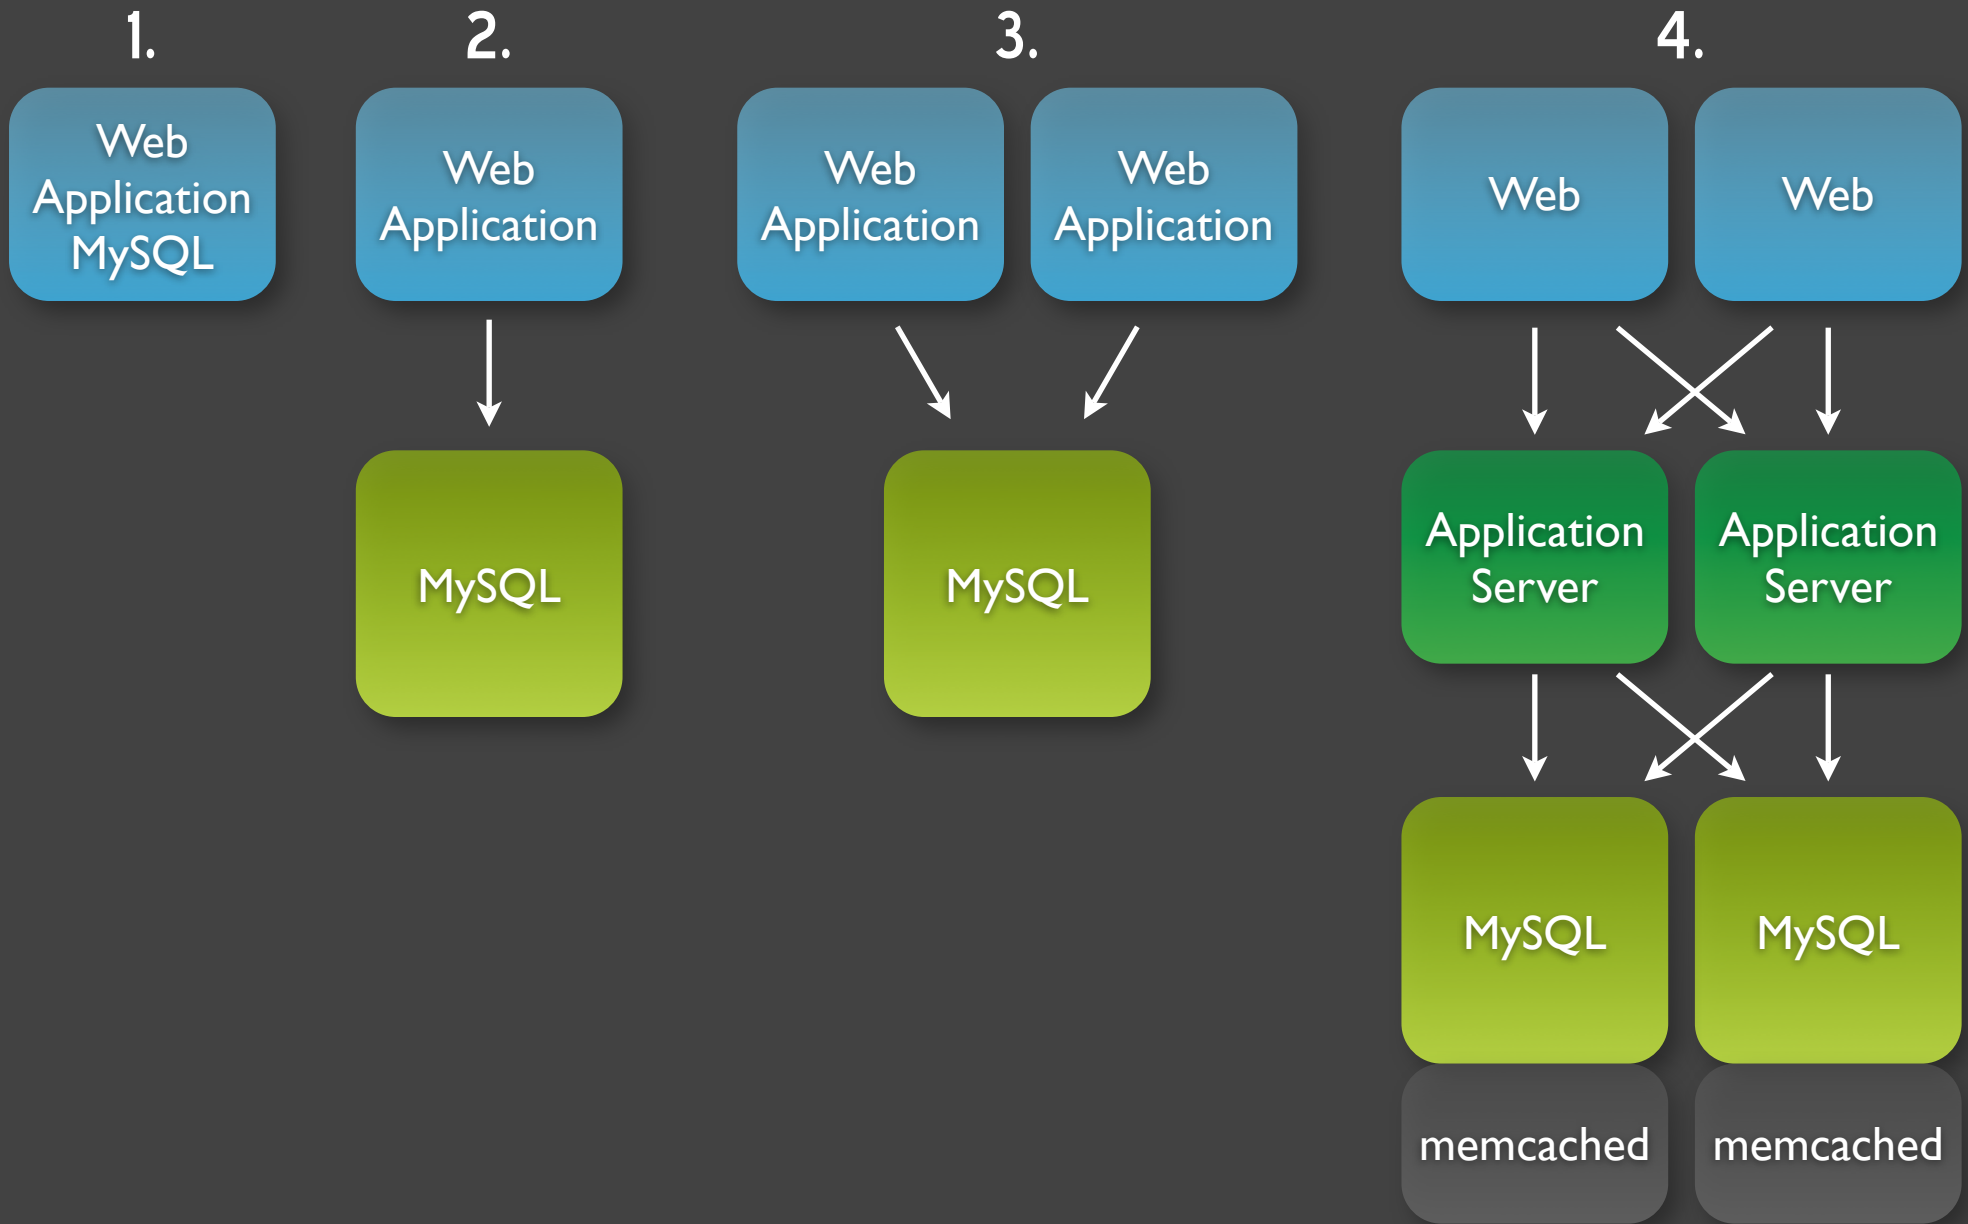 1.
Web
Application
MySQL
2.
Web
Application
MySQL
3.
Web
Application
Web
Application
MySQL
4.
Web
Web
Application
Server
Application
Server
MySQL
MySQL
memcached
memcached